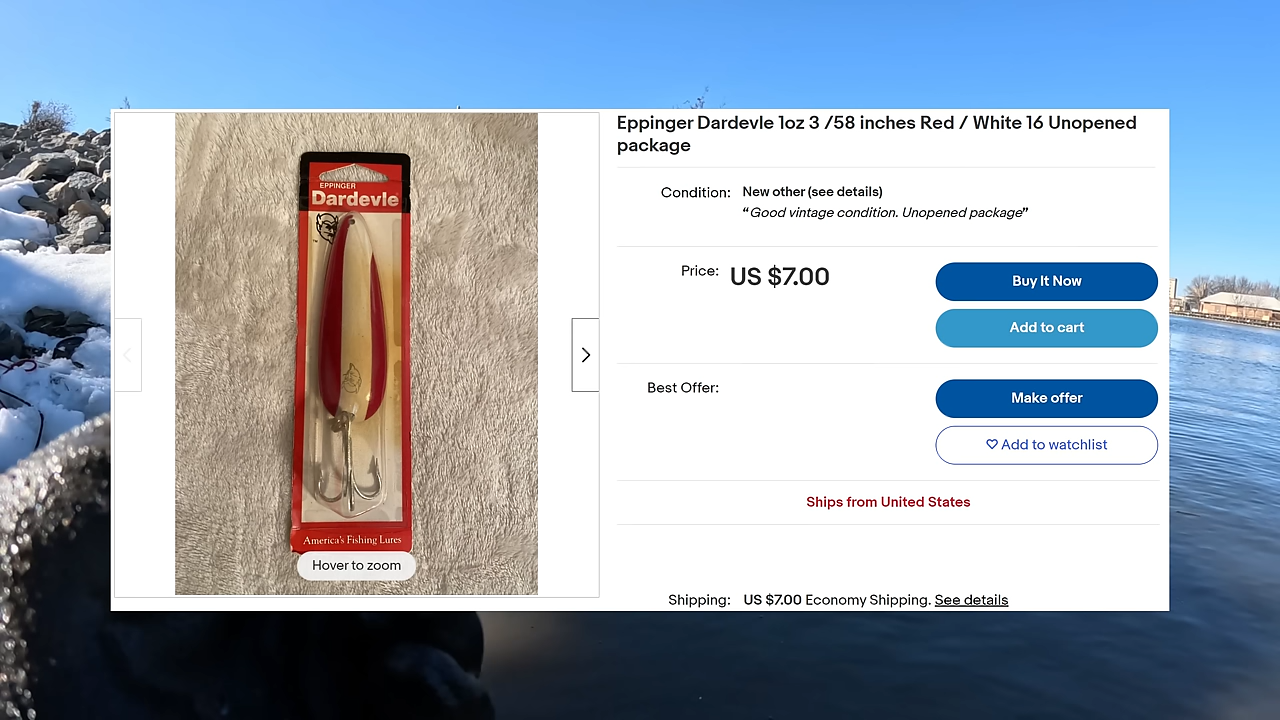 Eppinger Dardevle 1oz 3 /58 inches Red / White 16 Unopened
package
Condition: New other (see details)
“Good vintage condition. Unopened package”
Price: US $7.00
Buy It Now
Add to cart
Best Offer:
Make offer
♡ Add to watchlist
Ships from United States
Shipping: US $7.00 Economy Shipping. See details
EPPINGER
Dardevle
TM
America's Fishing Lures
Hover to zoom